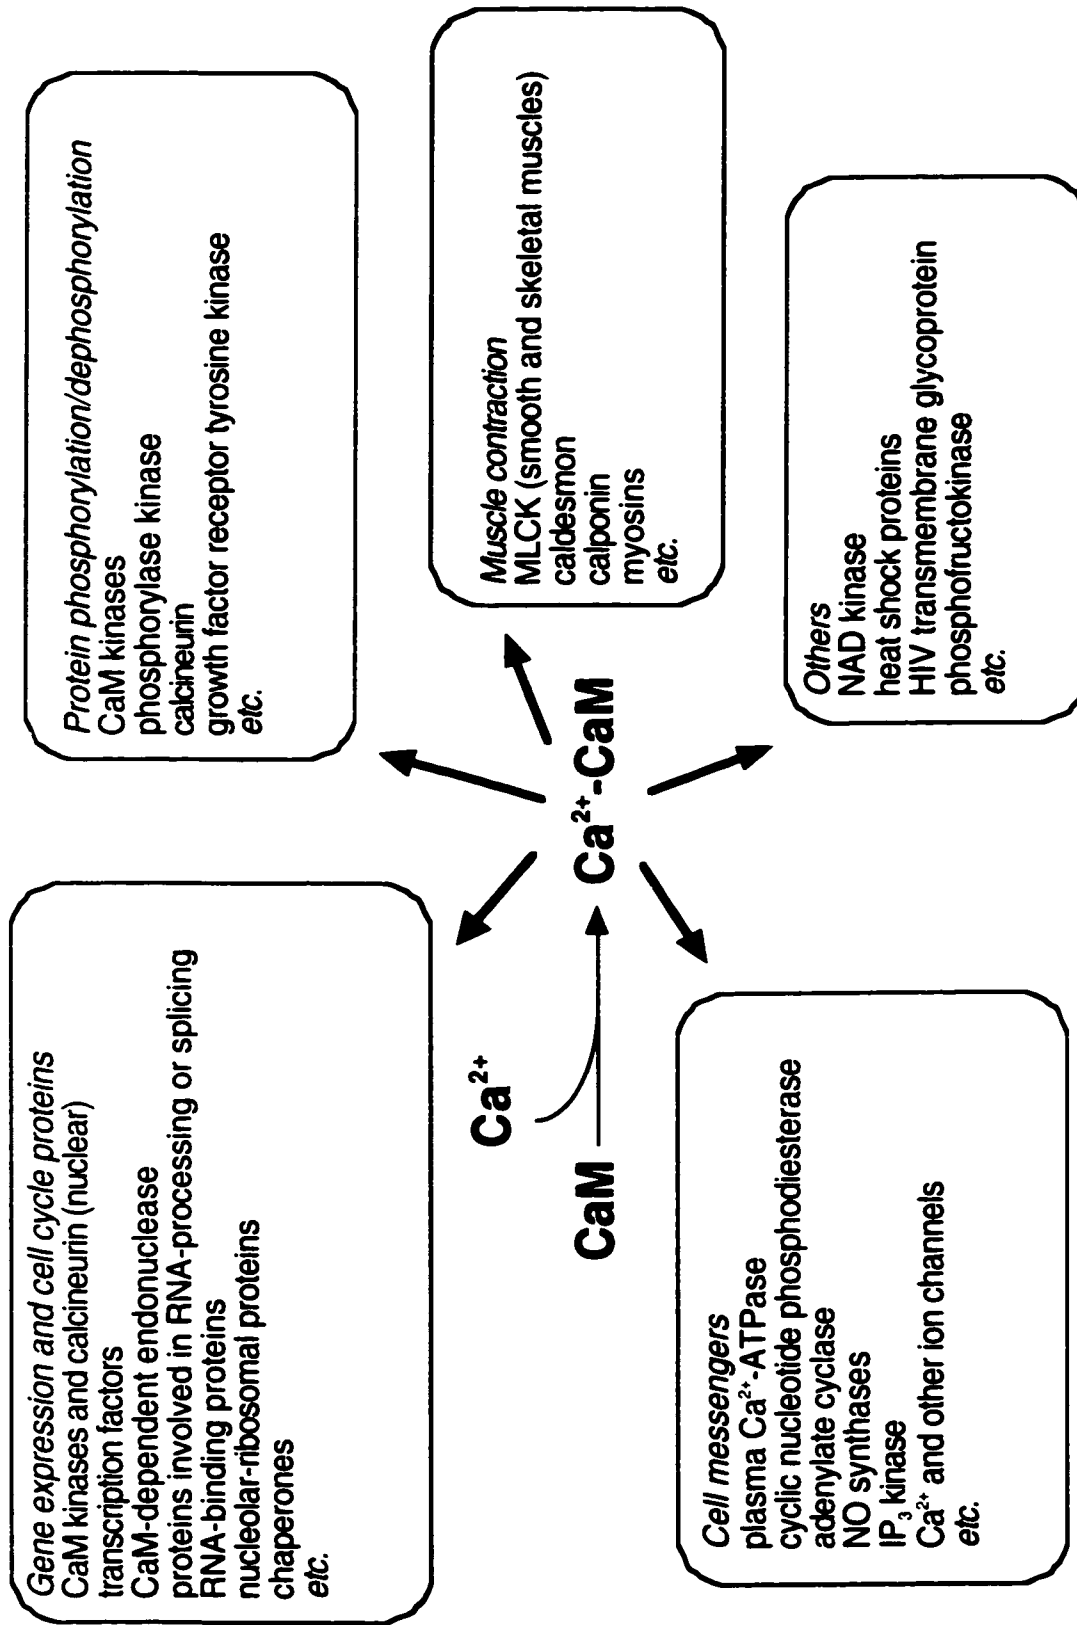 Gene expression and cell cycle proteins
CaM kinases and calcineurin (nuclear)
transcription factors
CaM-dependent endonuclease
proteins involved in RNA-processing or splicing
RNA-binding proteins
nucleolar-ribosomal proteins
chaperones
etc.
Protein phosphorylation/dephosphorylation
CaM kinases
phosphorylase kinase
calcineurin
growth factor receptor tyrosine kinase
etc.
Ca²⁺
CaM
Ca²⁺-CaM
Muscle contraction
MLCK (smooth and skeletal muscles)
caldesmon
calponin
myosins
etc.
Cell messengers
plasma Ca²⁺-ATPase
cyclic nucleotide phosphodiesterase
adenylate cyclase
NO synthases
IP₃ kinase
Ca²⁺ and other ion channels
etc.
Others
NAD kinase
heat shock proteins
HIV transmembrane glycoprotein
phosphofructokinase
etc.